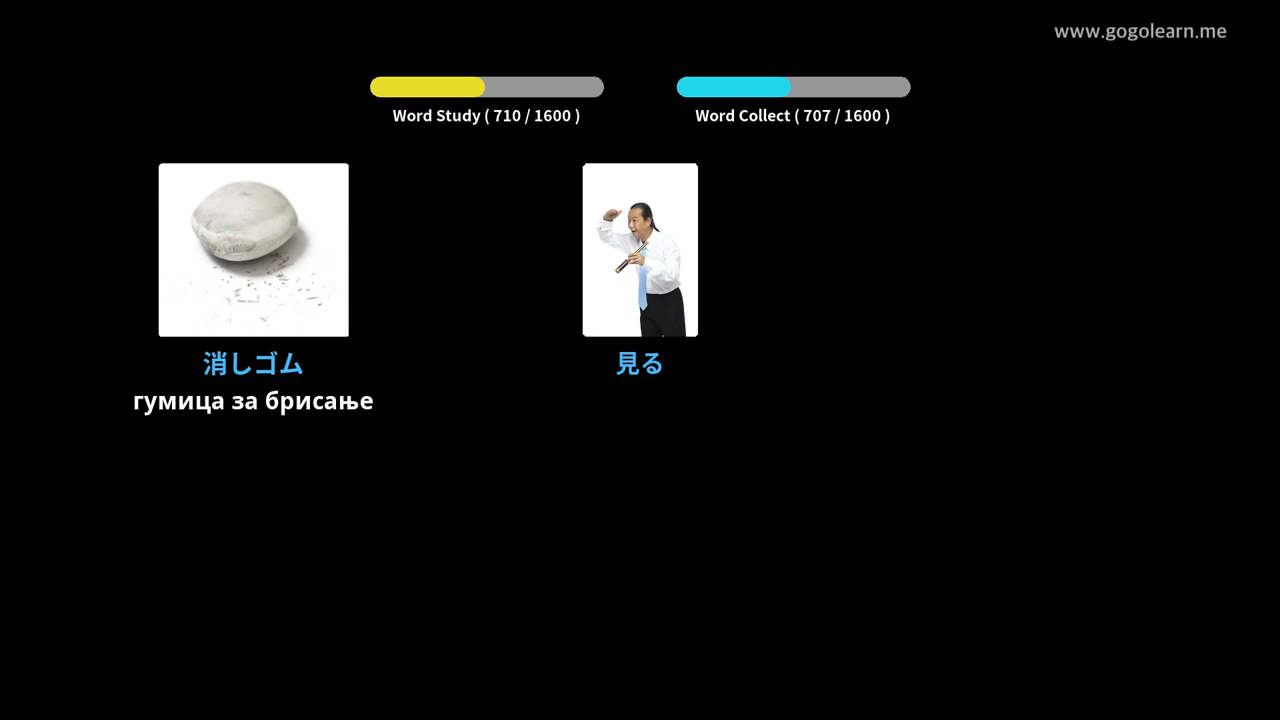 www.gogolearn.me
Word Study ( 710 / 1600 )
Word Collect ( 707 / 1600 )
消しゴム
見る
гумица за брисање